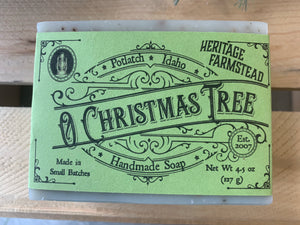 HERITAGE
FARMSTEAD
Potlatch Idaho
O CHRISTMAS TREE
Est.
2007
Handmade Soap
Made in
Small Batches
Net Wt 4.5 oz
(127 g)